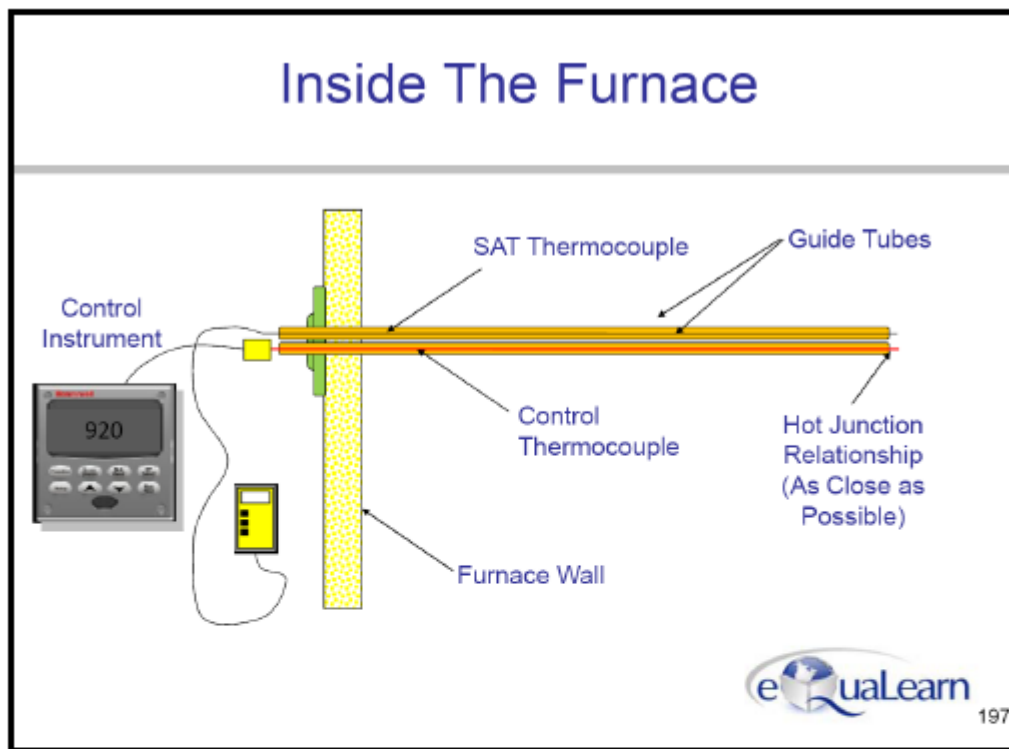 Inside The Furnace
SAT Thermocouple
Guide Tubes
Control
Instrument
920
Control
Thermocouple
Hot Junction
Relationship
(As Close as
Possible)
Furnace Wall
eQuaLearn
197